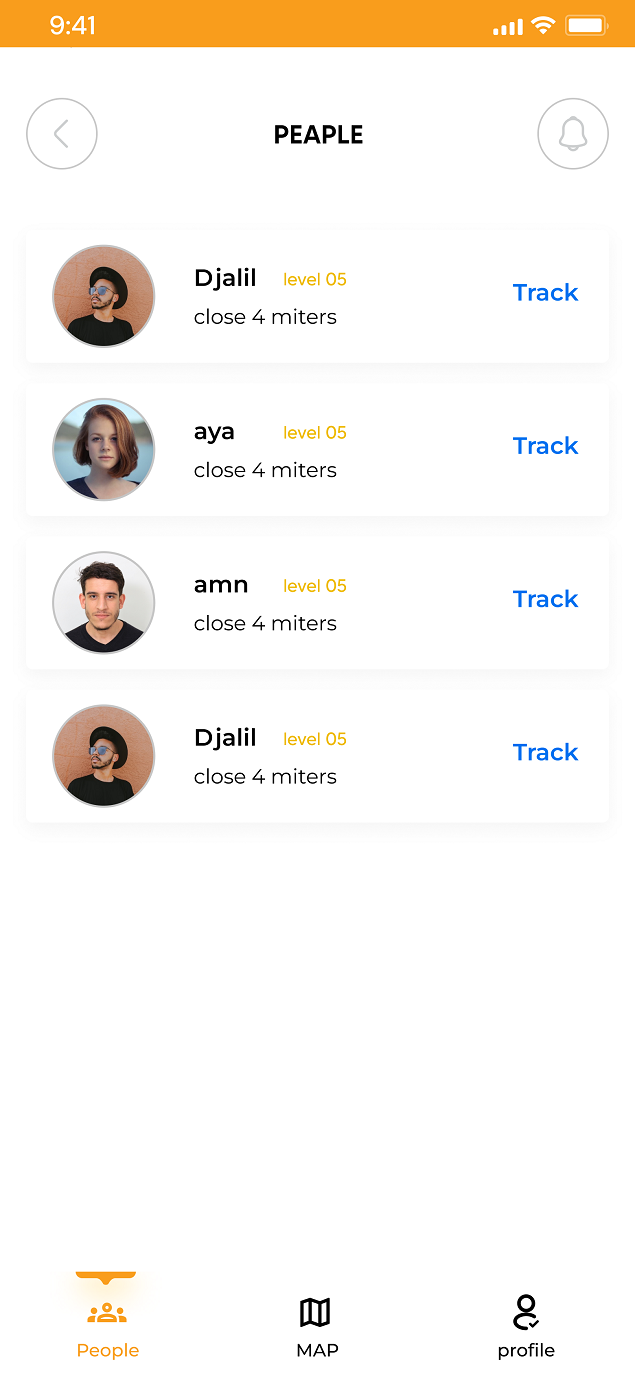 9:41
PEAPLE
Djalil level 05
close 4 miters
Track
aya level 05
close 4 miters
Track
amn level 05
close 4 miters
Track
Djalil level 05
close 4 miters
Track
People
MAP
profile